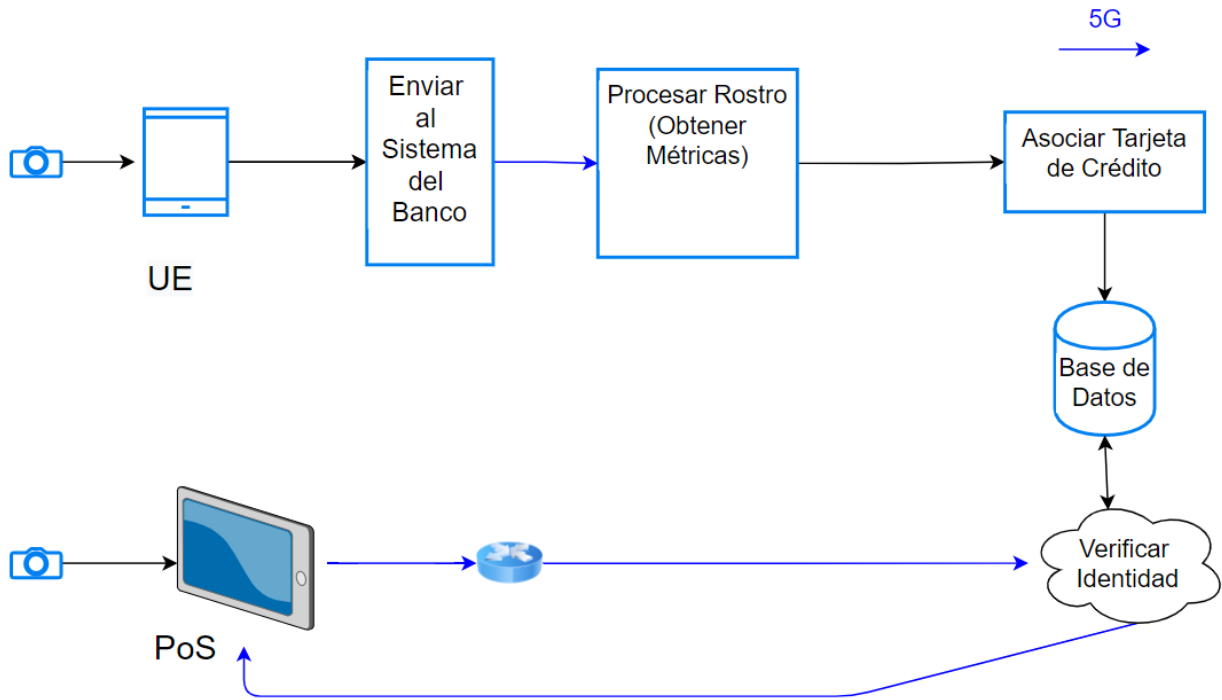 5G
Enviar
al
Sistema
del
Banco
Procesar Rostro
(Obtener
Métricas)
Asociar Tarjeta
de Crédito
UE
Base de
Datos
Verificar
Identidad
PoS